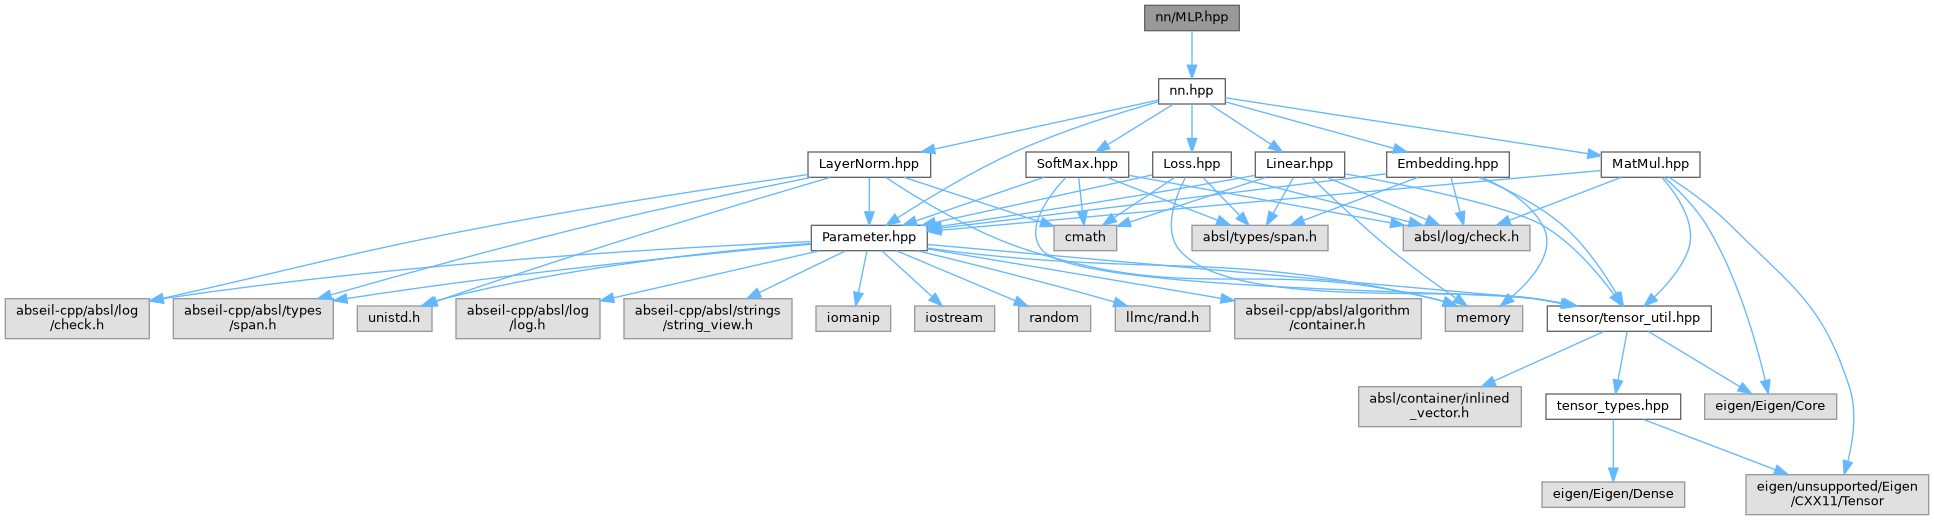 nn/MLP.hpp
nn.hpp
LayerNorm.hpp
SoftMax.hpp
Loss.hpp
Linear.hpp
Embedding.hpp
MatMul.hpp
Parameter.hpp
cmath
absl/types/span.h
absl/log/check.h
abseil-cpp/absl/log
/check.h
abseil-cpp/absl/types
/span.h
unistd.h
abseil-cpp/absl/log
/log.h
abseil-cpp/absl/strings
/string_view.h
iomanip
iostream
random
llmc/rand.h
abseil-cpp/absl/algorithm
/container.h
memory
tensor/tensor_util.hpp
absl/container/inlined
_vector.h
tensor_types.hpp
eigen/Eigen/Core
eigen/Eigen/Dense
eigen/unsupported/Eigen
/CXX11/Tensor